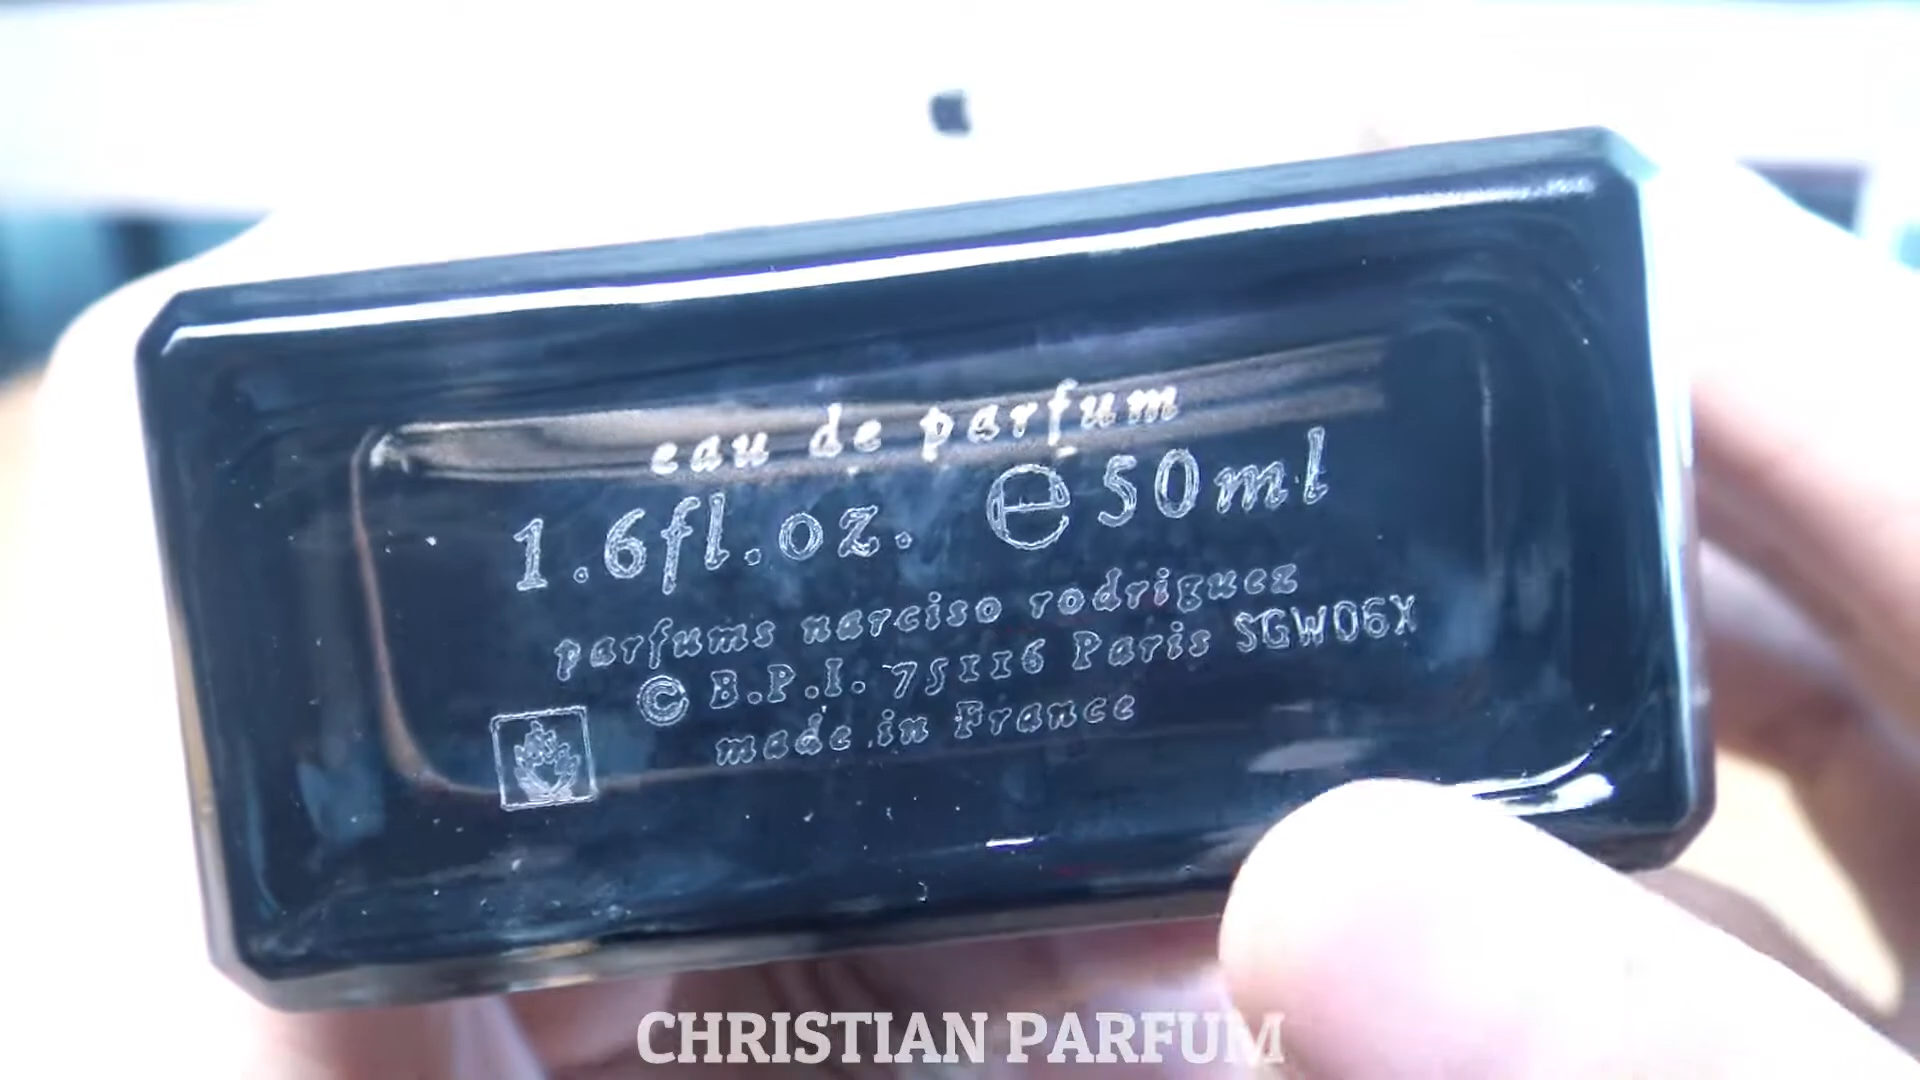 eau de parfum
1.6fl.oz. ℮50ml
parfums narciso rodriguez
© B.P.I. 75116 Paris SGW06X
made in France
CHRISTIAN PARFUM